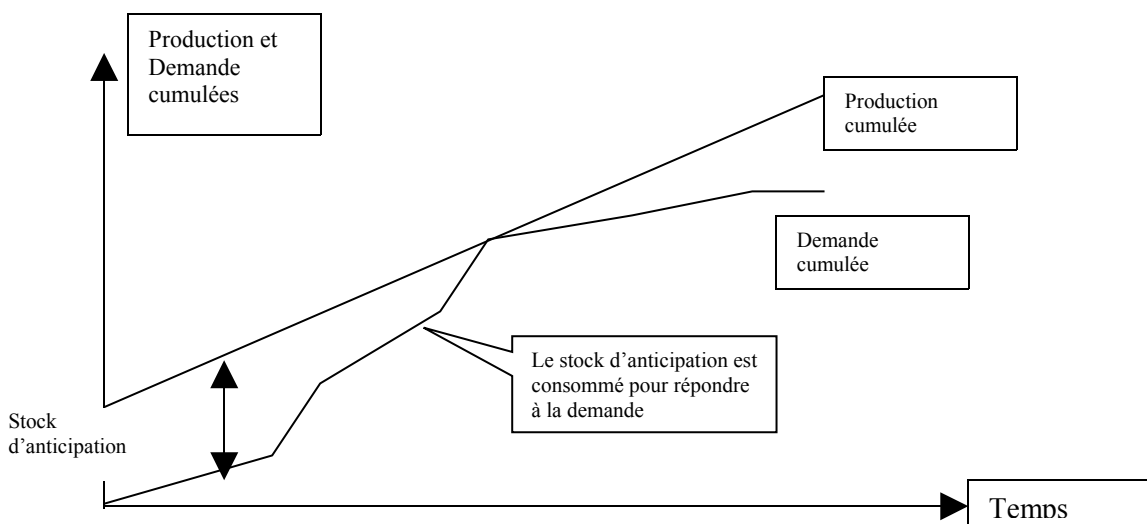 Production et
Demande
cumulées
Production
cumulée
Demande
cumulée
Le stock d’anticipation est
consommé pour répondre
à la demande
Stock
d’anticipation
Temps